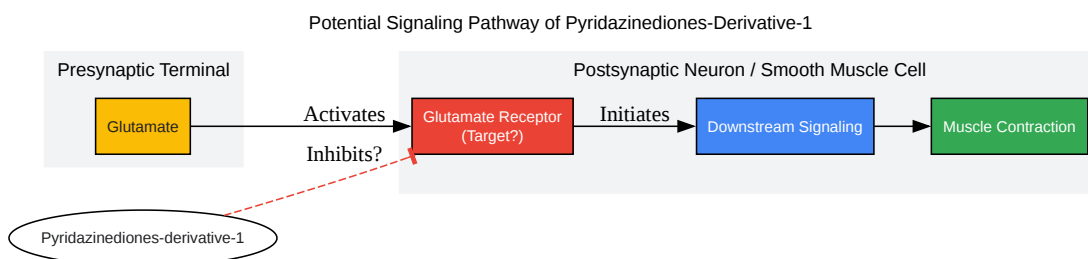 Potential Signaling Pathway of Pyridazinediones-Derivative-1
Presynaptic Terminal
Postsynaptic Neuron / Smooth Muscle Cell
Glutamate
Activates
Glutamate Receptor
(Target?)
Initiates
Downstream Signaling
Muscle Contraction
Inhibits?
Pyridazinediones-derivative-1